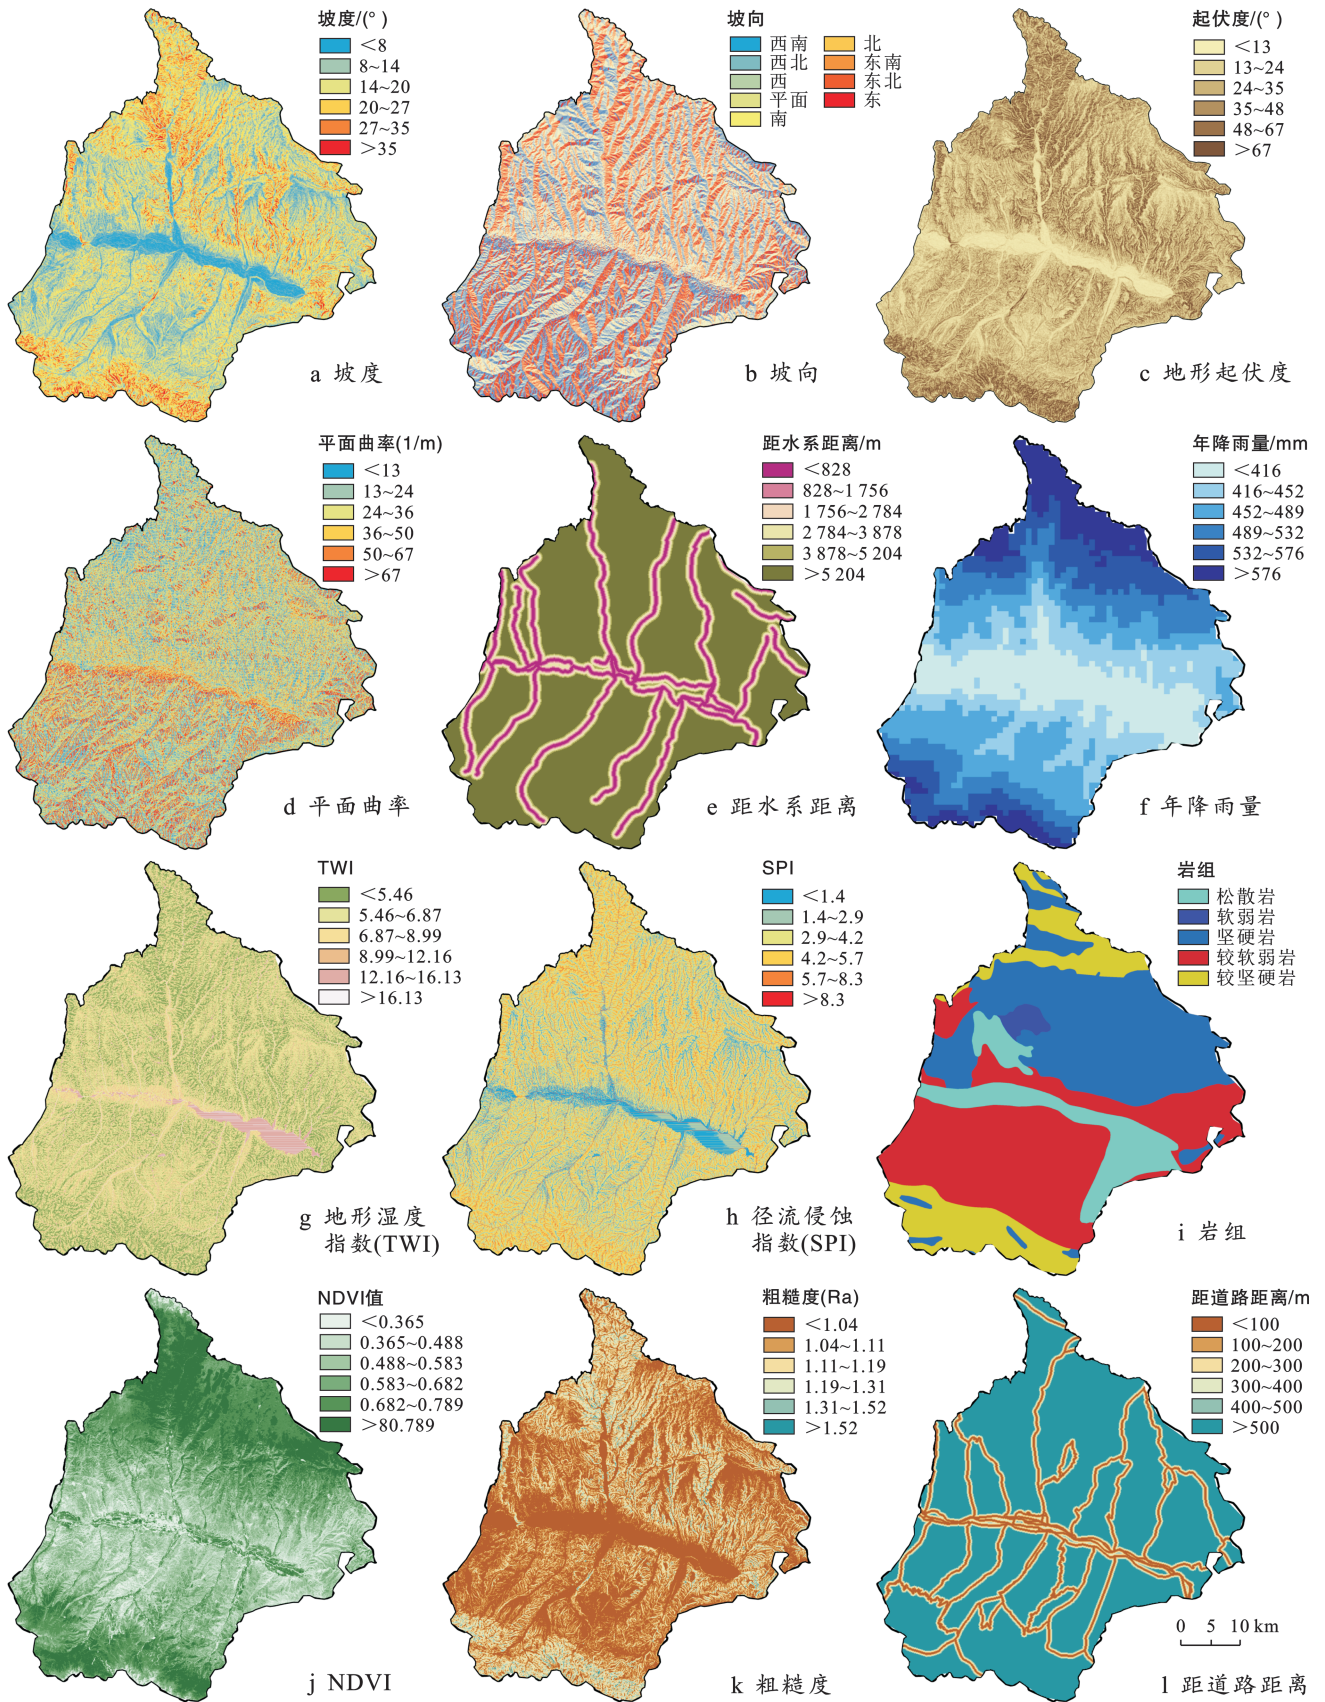 坡度/(°)
<8
8~14
14~20
20~27
27~35
>35
a 坡度
坡向
西南
西北
西
平面
南
北
东南
东北
东
b 坡向
起伏度/(°)
<13
13~24
24~35
35~48
48~67
>67
c 地形起伏度
平面曲率(1/m)
<13
13~24
24~36
36~50
50~67
>67
d 平面曲率
距水系距离/m
<828
828~1 756
1 756~2 784
2 784~3 878
3 878~5 204
>5 204
e 距水系距离
年降雨量/mm
<416
416~452
452~489
489~532
532~576
>576
f 年降雨量
TWI
<5.46
5.46~6.87
6.87~8.99
8.99~12.16
12.16~16.13
>16.13
g 地形湿度
指数(TWI)
SPI
<1.4
1.4~2.9
2.9~4.2
4.2~5.7
5.7~8.3
>8.3
h 径流侵蚀
指数(SPI)
岩组
松散岩
软弱岩
坚硬岩
较软弱岩
较坚硬岩
i 岩组
NDVI值
<0.365
0.365~0.488
0.488~0.583
0.583~0.682
0.682~0.789
>80.789
j NDVI
粗糙度(Ra)
<1.04
1.04~1.11
1.11~1.19
1.19~1.31
1.31~1.52
>1.52
k 粗糙度
距道路距离/m
<100
100~200
200~300
300~400
400~500
>500
0 5 10 km
l 距道路距离